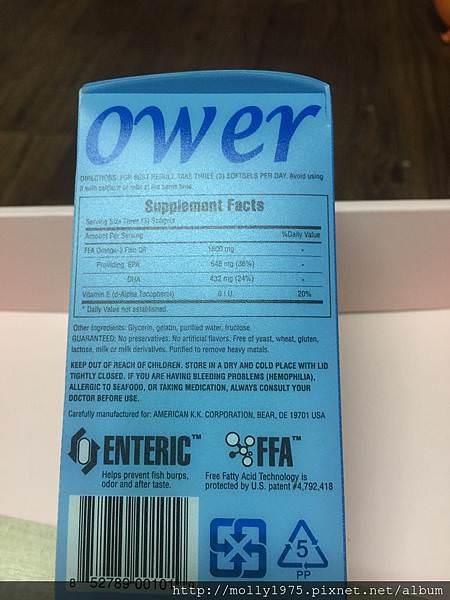 ower
DIRECTIONS: FOR BEST RESULT, TAKE THREE (3) SOFTGELS PER DAY. Avoid using
it with calcium or milk at the same time.
Supplement Facts
Serving Size Three (3) Softgels
Amount Per Serving %Daily Value
FFA Omega-3 Fish Oil 1800 mg -
Providing EPA 648 mg (36%) -
DHA 432 mg (24%) -
Vitamin E (d-Alpha Tocopherol) 6 I.U. 20%
* Daily Value not established.
Other Ingredients: Glycerin, gelatin, purified water, fructose.
GUARANTEED: No preservatives. No artificial flavors. Free of yeast, wheat, gluten,
lactose, milk or milk derivatives. Purified to remove heavy metals.
KEEP OUT OF REACH OF CHILDREN. STORE IN A DRY AND COLD PLACE WITH LID
TIGHTLY CLOSED. IF YOU ARE HAVING BLEEDING PROBLEMS (HEMOPHILIA),
ALLERGIC TO SEAFOOD, OR TAKING MEDICATION, ALWAYS CONSULT YOUR
DOCTOR BEFORE USE.
Carefully manufactured for: AMERICAN K.K. CORPORATION, BEAR, DE 19701 USA
ENTERIC™
Helps prevent fish burps,
odor and after taste.
FFA™
Free Fatty Acid Technology is
protected by U.S. patent #4,792,418
8 52789 00101
5
PP
http://molly1975.pixnet.net/album